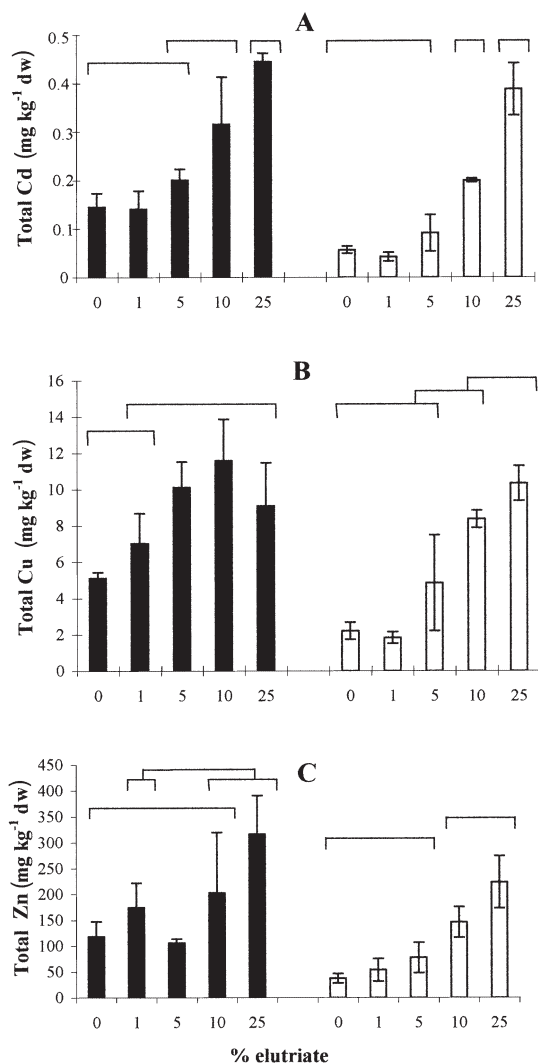 A
Total Cd (mg kg-1 dw)
0.5
0.4
0.3
0.2
0.1
0
0 1 5 10 25 0 1 5 10 25
B
Total Cu (mg kg-1 dw)
16
14
12
10
8
6
4
2
0
0 1 5 10 25 0 1 5 10 25
C
Total Zn (mg kg-1 dw)
450
400
350
300
250
200
150
100
50
0
0 1 5 10 25 0 1 5 10 25
% elutriate